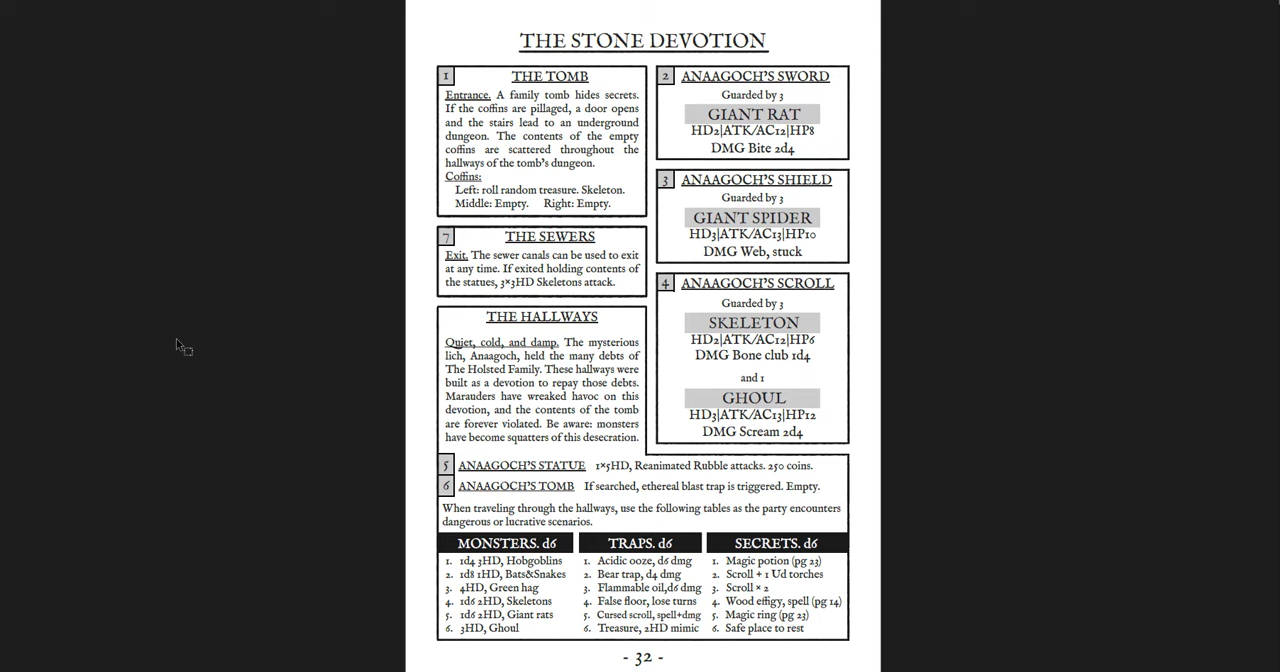 THE STONE DEVOTION
1 THE TOMB
Entrance. A family tomb hides secrets.
If the coffins are pillaged, a door opens
and the stairs lead to an underground
dungeon. The contents of the empty
coffins are scattered throughout the
hallways of the tomb's dungeon.
Coffins:
Left: roll random treasure. Skeleton.
Middle: Empty. Right: Empty.
7 THE SEWERS
Exit. The sewer canals can be used to exit
at any time. If exited holding contents of
the statues, 3×3HD Skeletons attack.
THE HALLWAYS
Quiet, cold, and damp. The mysterious
lich, Anaagoch, held the many debts of
The Holsted Family. These hallways were
built as a devotion to repay those debts.
Marauders have wreaked havoc on this
devotion, and the contents of the tomb
are forever violated. Be aware: monsters
have become squatters of this desecration.
2 ANAAGOCH'S SWORD
Guarded by 3
GIANT RAT
HD2|ATK/AC12|HP8
DMG Bite 2d4
3 ANAAGOCH'S SHIELD
Guarded by 3
GIANT SPIDER
HD3|ATK/AC13|HP10
DMG Web, stuck
4 ANAAGOCH'S SCROLL
Guarded by 3
SKELETON
HD2|ATK/AC12|HP6
DMG Bone club 1d4
and 1
GHOUL
HD3|ATK/AC13|HP12
DMG Scream 2d4
5 ANAAGOCH'S STATUE 1×5HD, Reanimated Rubble attacks. 250 coins.
6 ANAAGOCH'S TOMB If searched, ethereal blast trap is triggered. Empty.
When traveling through the hallways, use the following tables as the party encounters
dangerous or lucrative scenarios.
MONSTERS. d6
1. 1d4 3HD, Hobgoblins
2. 1d8 1HD, Bats&Snakes
3. 4HD, Green hag
4. 1d6 2HD, Skeletons
5. 1d6 2HD, Giant rats
6. 3HD, Ghoul
TRAPS. d6
1. Acidic ooze, d6 dmg
2. Bear trap, d4 dmg
3. Flammable oil,d6 dmg
4. False floor, lose turns
5. Cursed scroll, spell+dmg
6. Treasure, 2HD mimic
SECRETS. d6
1. Magic potion (pg 23)
2. Scroll + 1 Ud torches
3. Scroll × 2
4. Wood effigy, spell (pg 14)
5. Magic ring (pg 23)
6. Safe place to rest
- 32 -